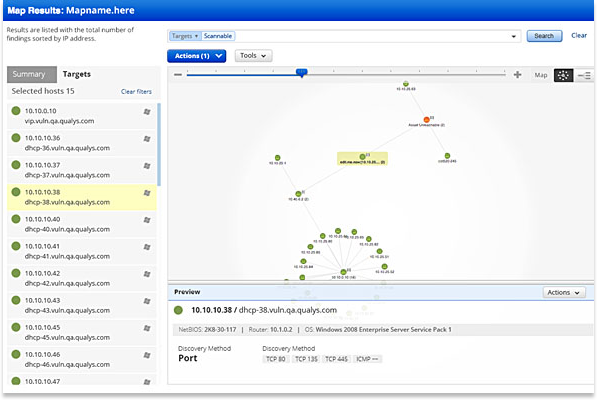 Map Results: Mapname.here
Results are listed with the total number of
findings sorted by IP address.
Targets Scannable
Search
Clear
Actions (1)
Tools
Map
Summary
Targets
Selected hosts 15
Clear filters
10.10.0.10
vip.vuln.qa.qualys.com
10.10.10.36
dhcp-36.vuln.qa.qualys.com
10.10.10.37
dhcp-37.vuln.qa.qualys.com
10.10.10.38
dhcp-38.vuln.qa.qualys.com
10.10.10.40
dhcp-40.vuln.qa.qualys.com
10.10.10.41
dhcp-41.vuln.qa.qualys.com
10.10.10.42
dhcp-42.vuln.qa.qualys.com
10.10.10.43
dhcp-43.vuln.qa.qualys.com
10.10.10.45
dhcp-45.vuln.qa.qualys.com
10.10.10.46
dhcp-46.vuln.qa.qualys.com
10.10.10.47
Preview
Actions
10.10.10.38 / dhcp-38.vuln.qa.qualys.com
NetBIOS: 2K8-30-117 | Router: 10.1.0.2 | OS: Windows 2008 Enterprise Server Service Pack 1
Discovery Method
Port
Discovery Method
TCP 80
TCP 135
TCP 445
ICMP